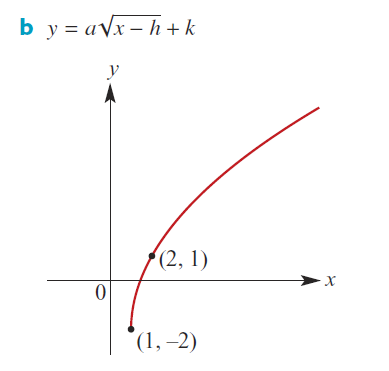 b y = a√x – h + k
y
(2, 1)
x
0
(1, –2)